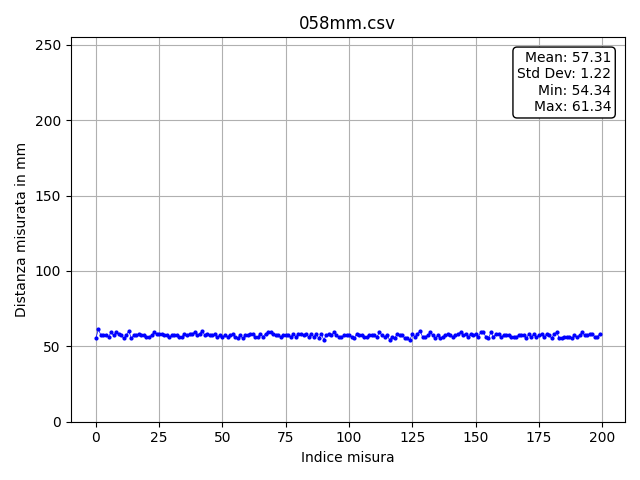 058mm.csv
Mean: 57.31
Std Dev: 1.22
Min: 54.34
Max: 61.34
Distanza misurata in mm
250
200
150
100
50
0
0 25 50 75 100 125 150 175 200
Indice misura